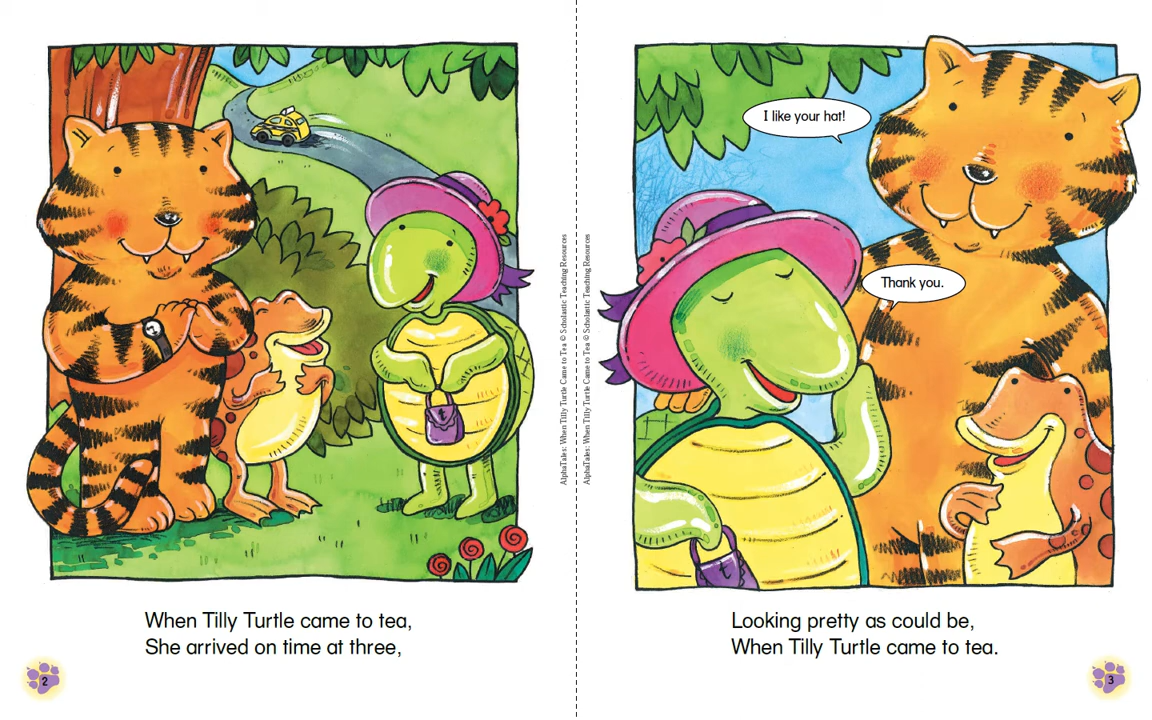 When Tilly Turtle came to tea,
She arrived on time at three,
2
AlphaTales: When Tilly Turtle Came to Tea © Scholastic Teaching Resources
AlphaTales: When Tilly Turtle Came to Tea © Scholastic Teaching Resources
I like your hat!
Thank you.
t
t
Looking pretty as could be,
When Tilly Turtle came to tea.
3